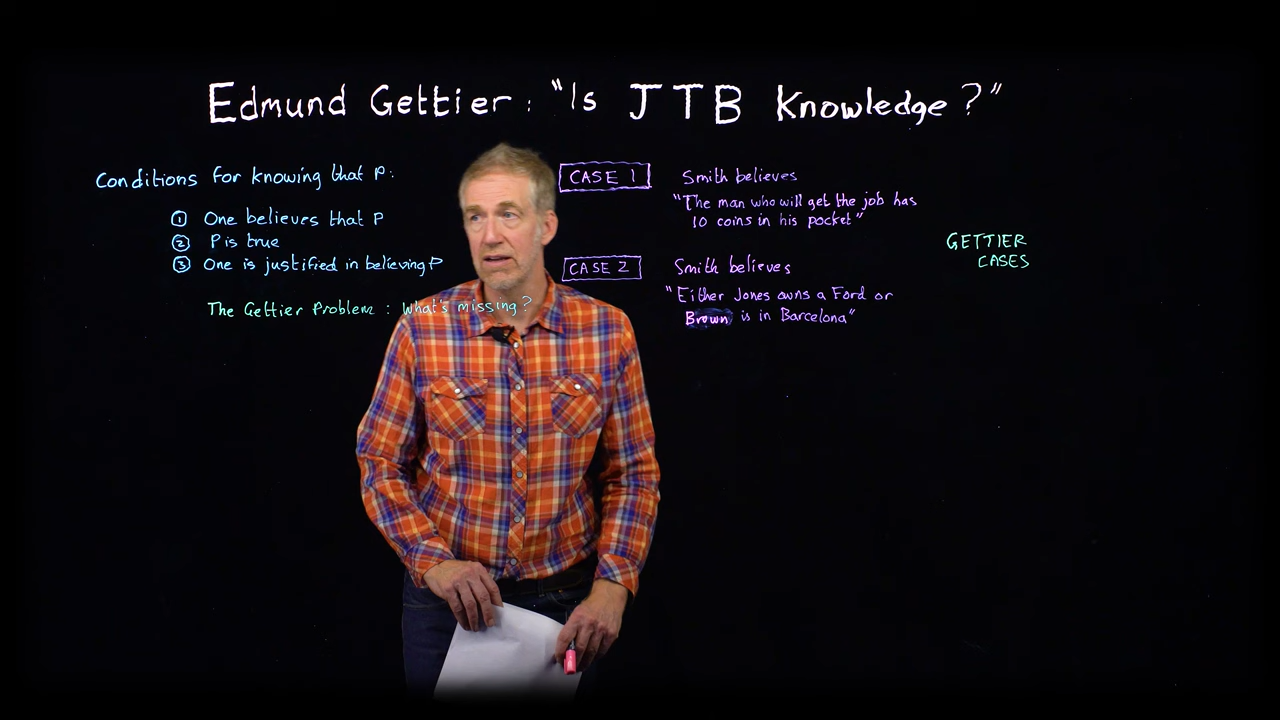 Edmund Gettier: "Is JTB Knowledge?"
Conditions for knowing that P:
① One believes that P
② P is true
③ One is justified in believing P
The Gettier Problem: What's missing?
CASE 1
Smith believes
"The man who will get the job has
10 coins in his pocket"
CASE 2
Smith believes
"Either Jones owns a Ford or
Brown is in Barcelona"
GETTIER
CASES